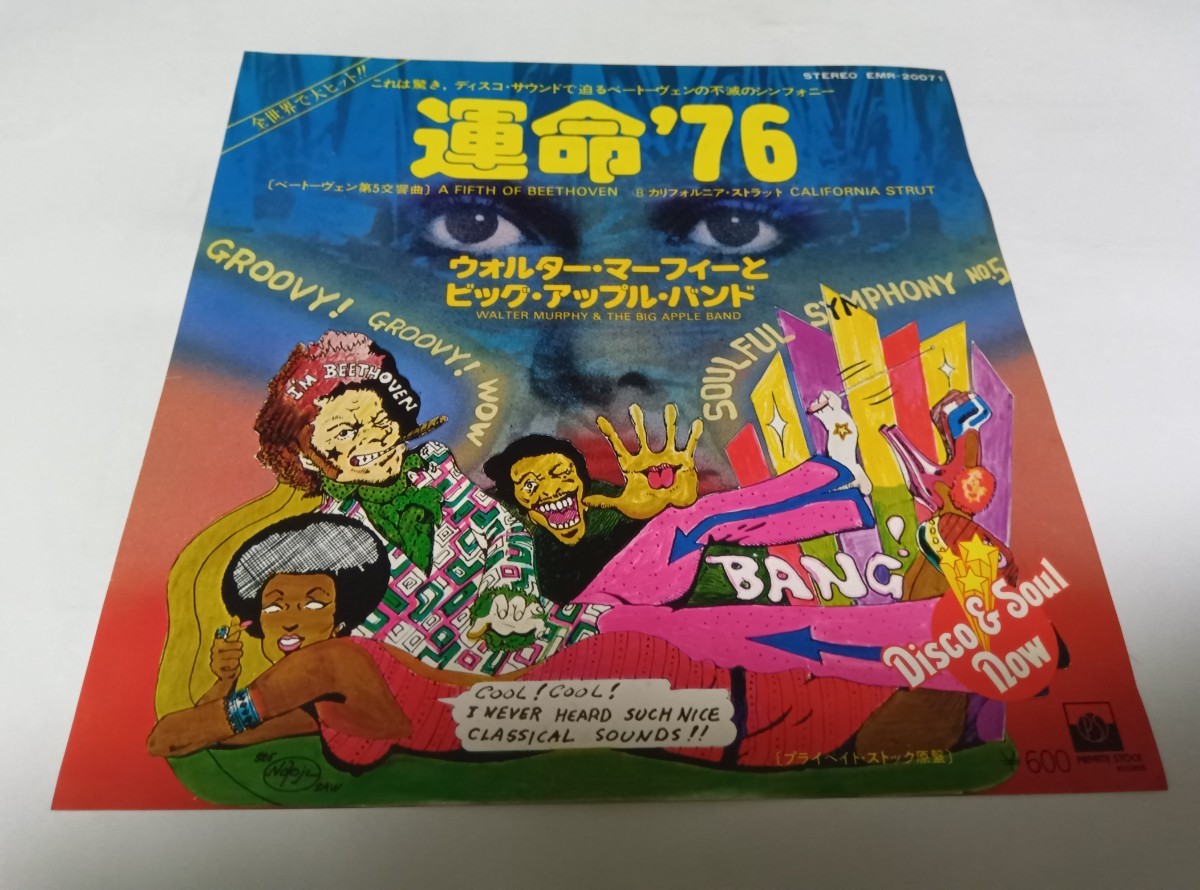 STEREO EMR-20071
全世界で大ヒット!!
これは驚き，ディスコ・サウンドで迫るベートーヴェンの不滅のシンフォニー
運命'76
〔ベートーヴェン第5交響曲〕 A FIFTH OF BEETHOVEN B カリフォルニア・ストラット CALIFORNIA STRUT
ウォルター・マーフィーと
ビッグ・アップル・バンド
WALTER MURPHY & THE BIG APPLE BAND
GROOVY! GROOVY! WOW
SOULFUL SYMPHONY NO.5
I'M BEETHOVEN
BANG!
Disco & Soul
Now
COOL! COOL!
I NEVER HEARD SUCH NICE
CLASSICAL SOUNDS!!
〔プライベイト・ストック原盤〕
¥600
PRIVATE STOCK
RECORDS